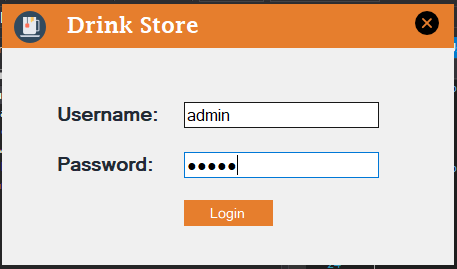 Drink Store
Username: admin
Password: ●●●●●
Login